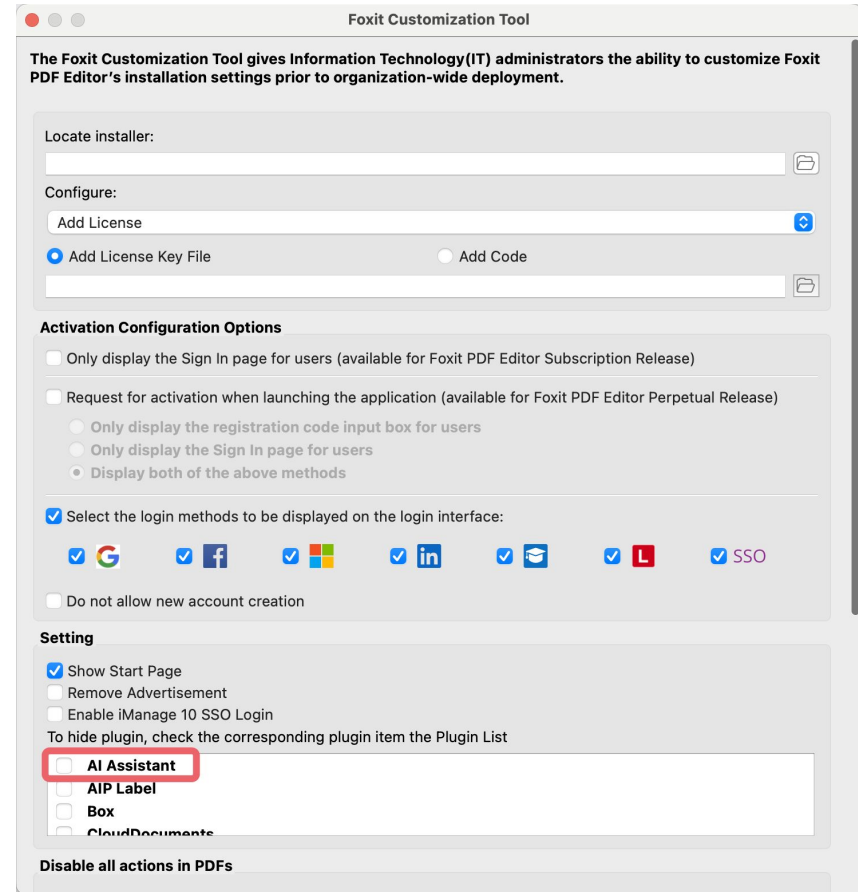 Foxit Customization Tool
The Foxit Customization Tool gives Information Technology(IT) administrators the ability to customize Foxit
PDF Editor's installation settings prior to organization-wide deployment.
Locate installer:
Configure:
Add License
Add License Key File
Add Code
Activation Configuration Options
Only display the Sign In page for users (available for Foxit PDF Editor Subscription Release)
Request for activation when launching the application (available for Foxit PDF Editor Perpetual Release)
Only display the registration code input box for users
Only display the Sign In page for users
Display both of the above methods
Select the login methods to be displayed on the login interface:
G f in L SSO
Do not allow new account creation
Setting
Show Start Page
Remove Advertisement
Enable iManage 10 SSO Login
To hide plugin, check the corresponding plugin item the Plugin List
AI Assistant
AIP Label
Box
CloudDocuments
Disable all actions in PDFs